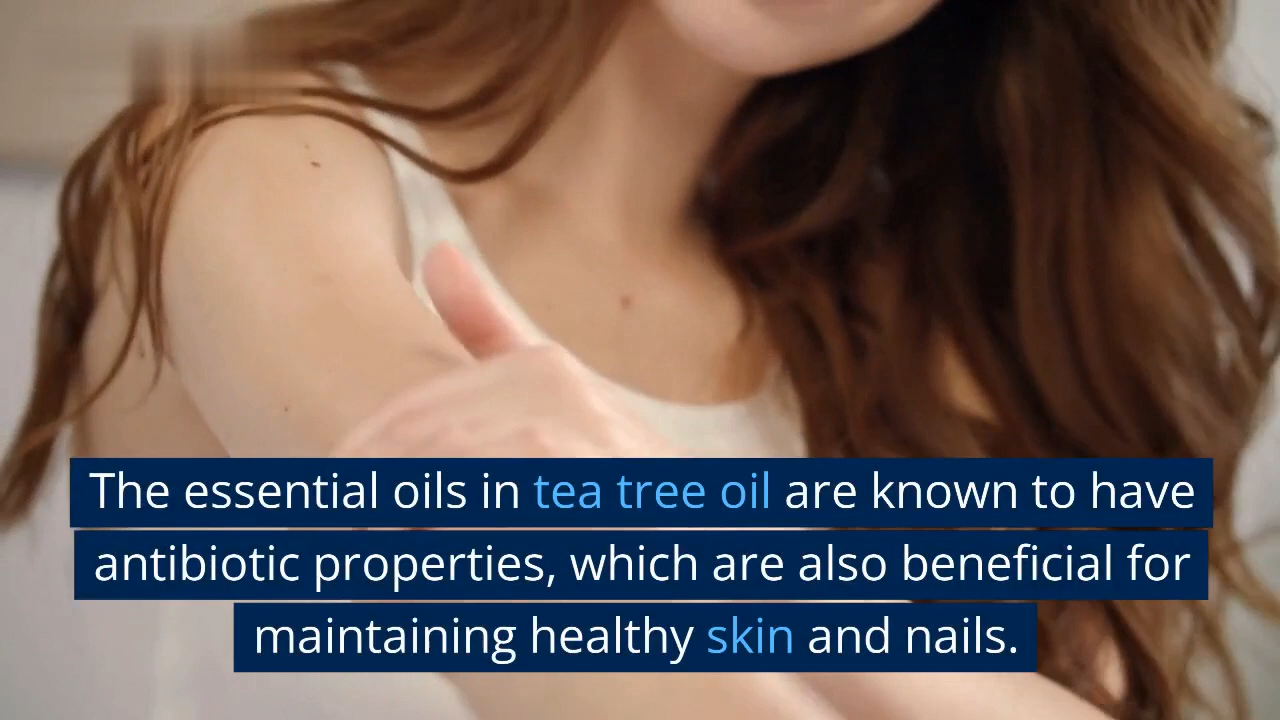 The essential oils in tea tree oil are known to have
antibiotic properties, which are also beneficial for
maintaining healthy skin and nails.